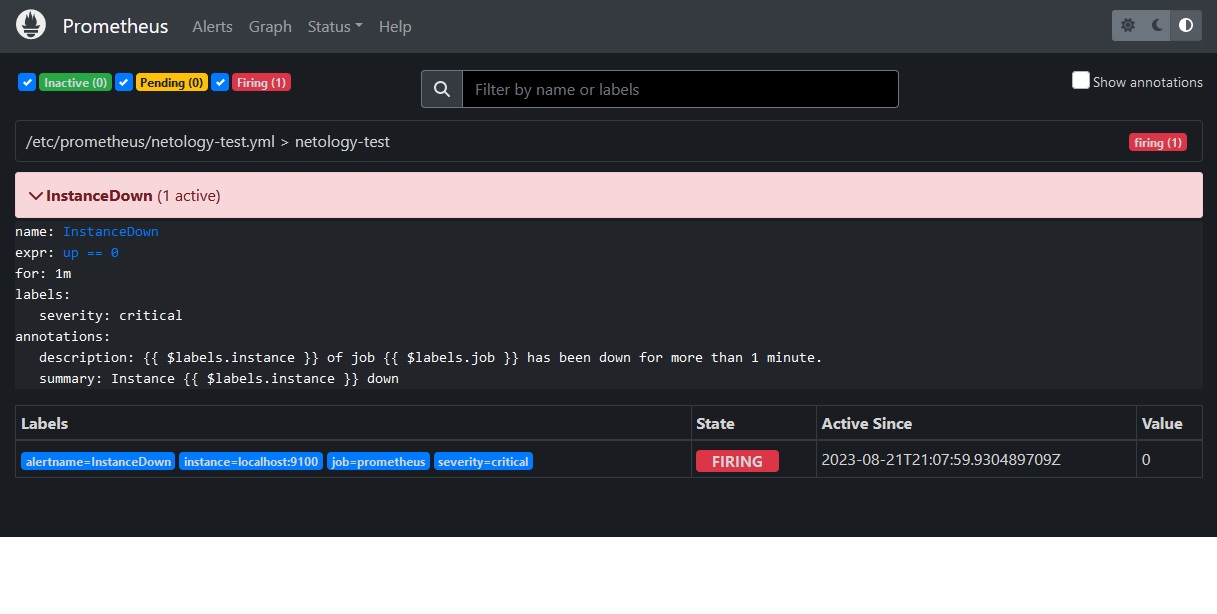 Prometheus Alerts Graph Status Help
Inactive (0) Pending (0) Firing (1) Filter by name or labels Show annotations
/etc/prometheus/netology-test.yml > netology-test firing (1)
InstanceDown (1 active)
name: InstanceDown
expr: up == 0
for: 1m
labels:
severity: critical
annotations:
description: {{ $labels.instance }} of job {{ $labels.job }} has been down for more than 1 minute.
summary: Instance {{ $labels.instance }} down
Labels State Active Since Value
alertname=InstanceDown instance=localhost:9100 job=prometheus severity=critical FIRING 2023-08-21T21:07:59.930489709Z 0